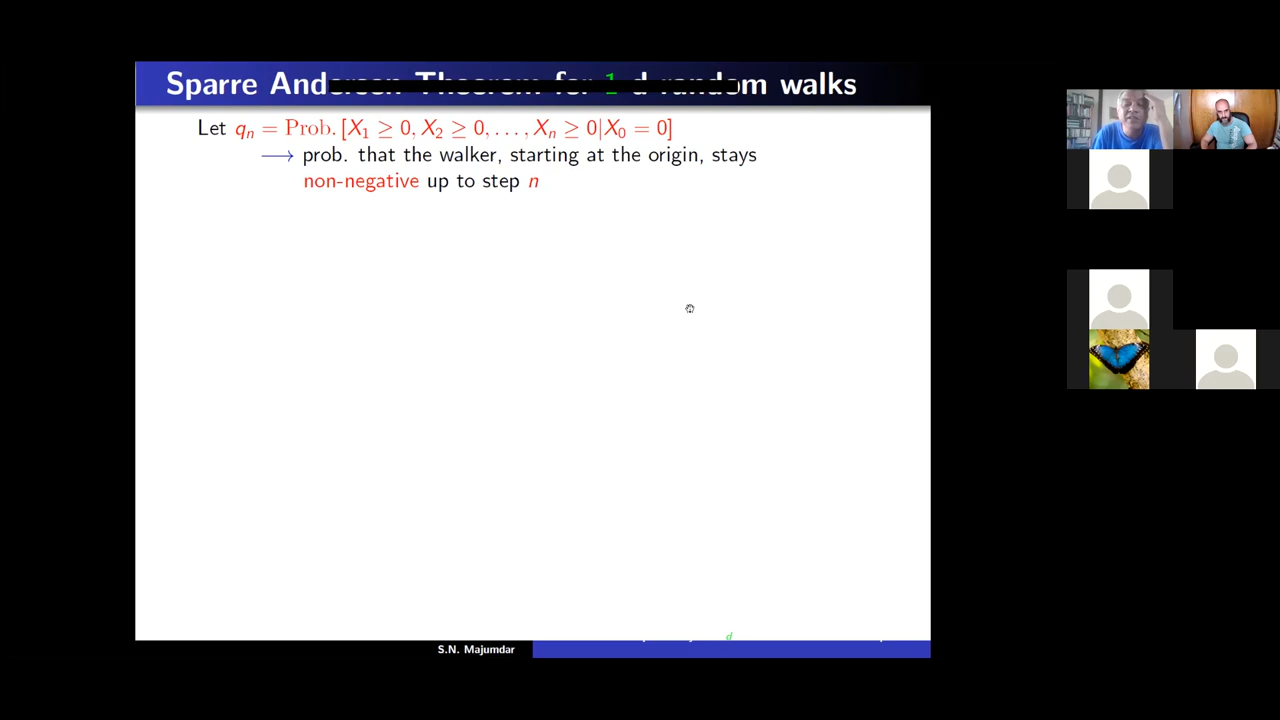 Sparre Andersen Theorem for 1 d random walks
Let qₙ = Prob. [X₁ ≥ 0, X₂ ≥ 0, . . . , Xₙ ≥ 0|X₀ = 0]
⟶ prob. that the walker, starting at the origin, stays
non-negative up to step n
d
S.N. Majumdar